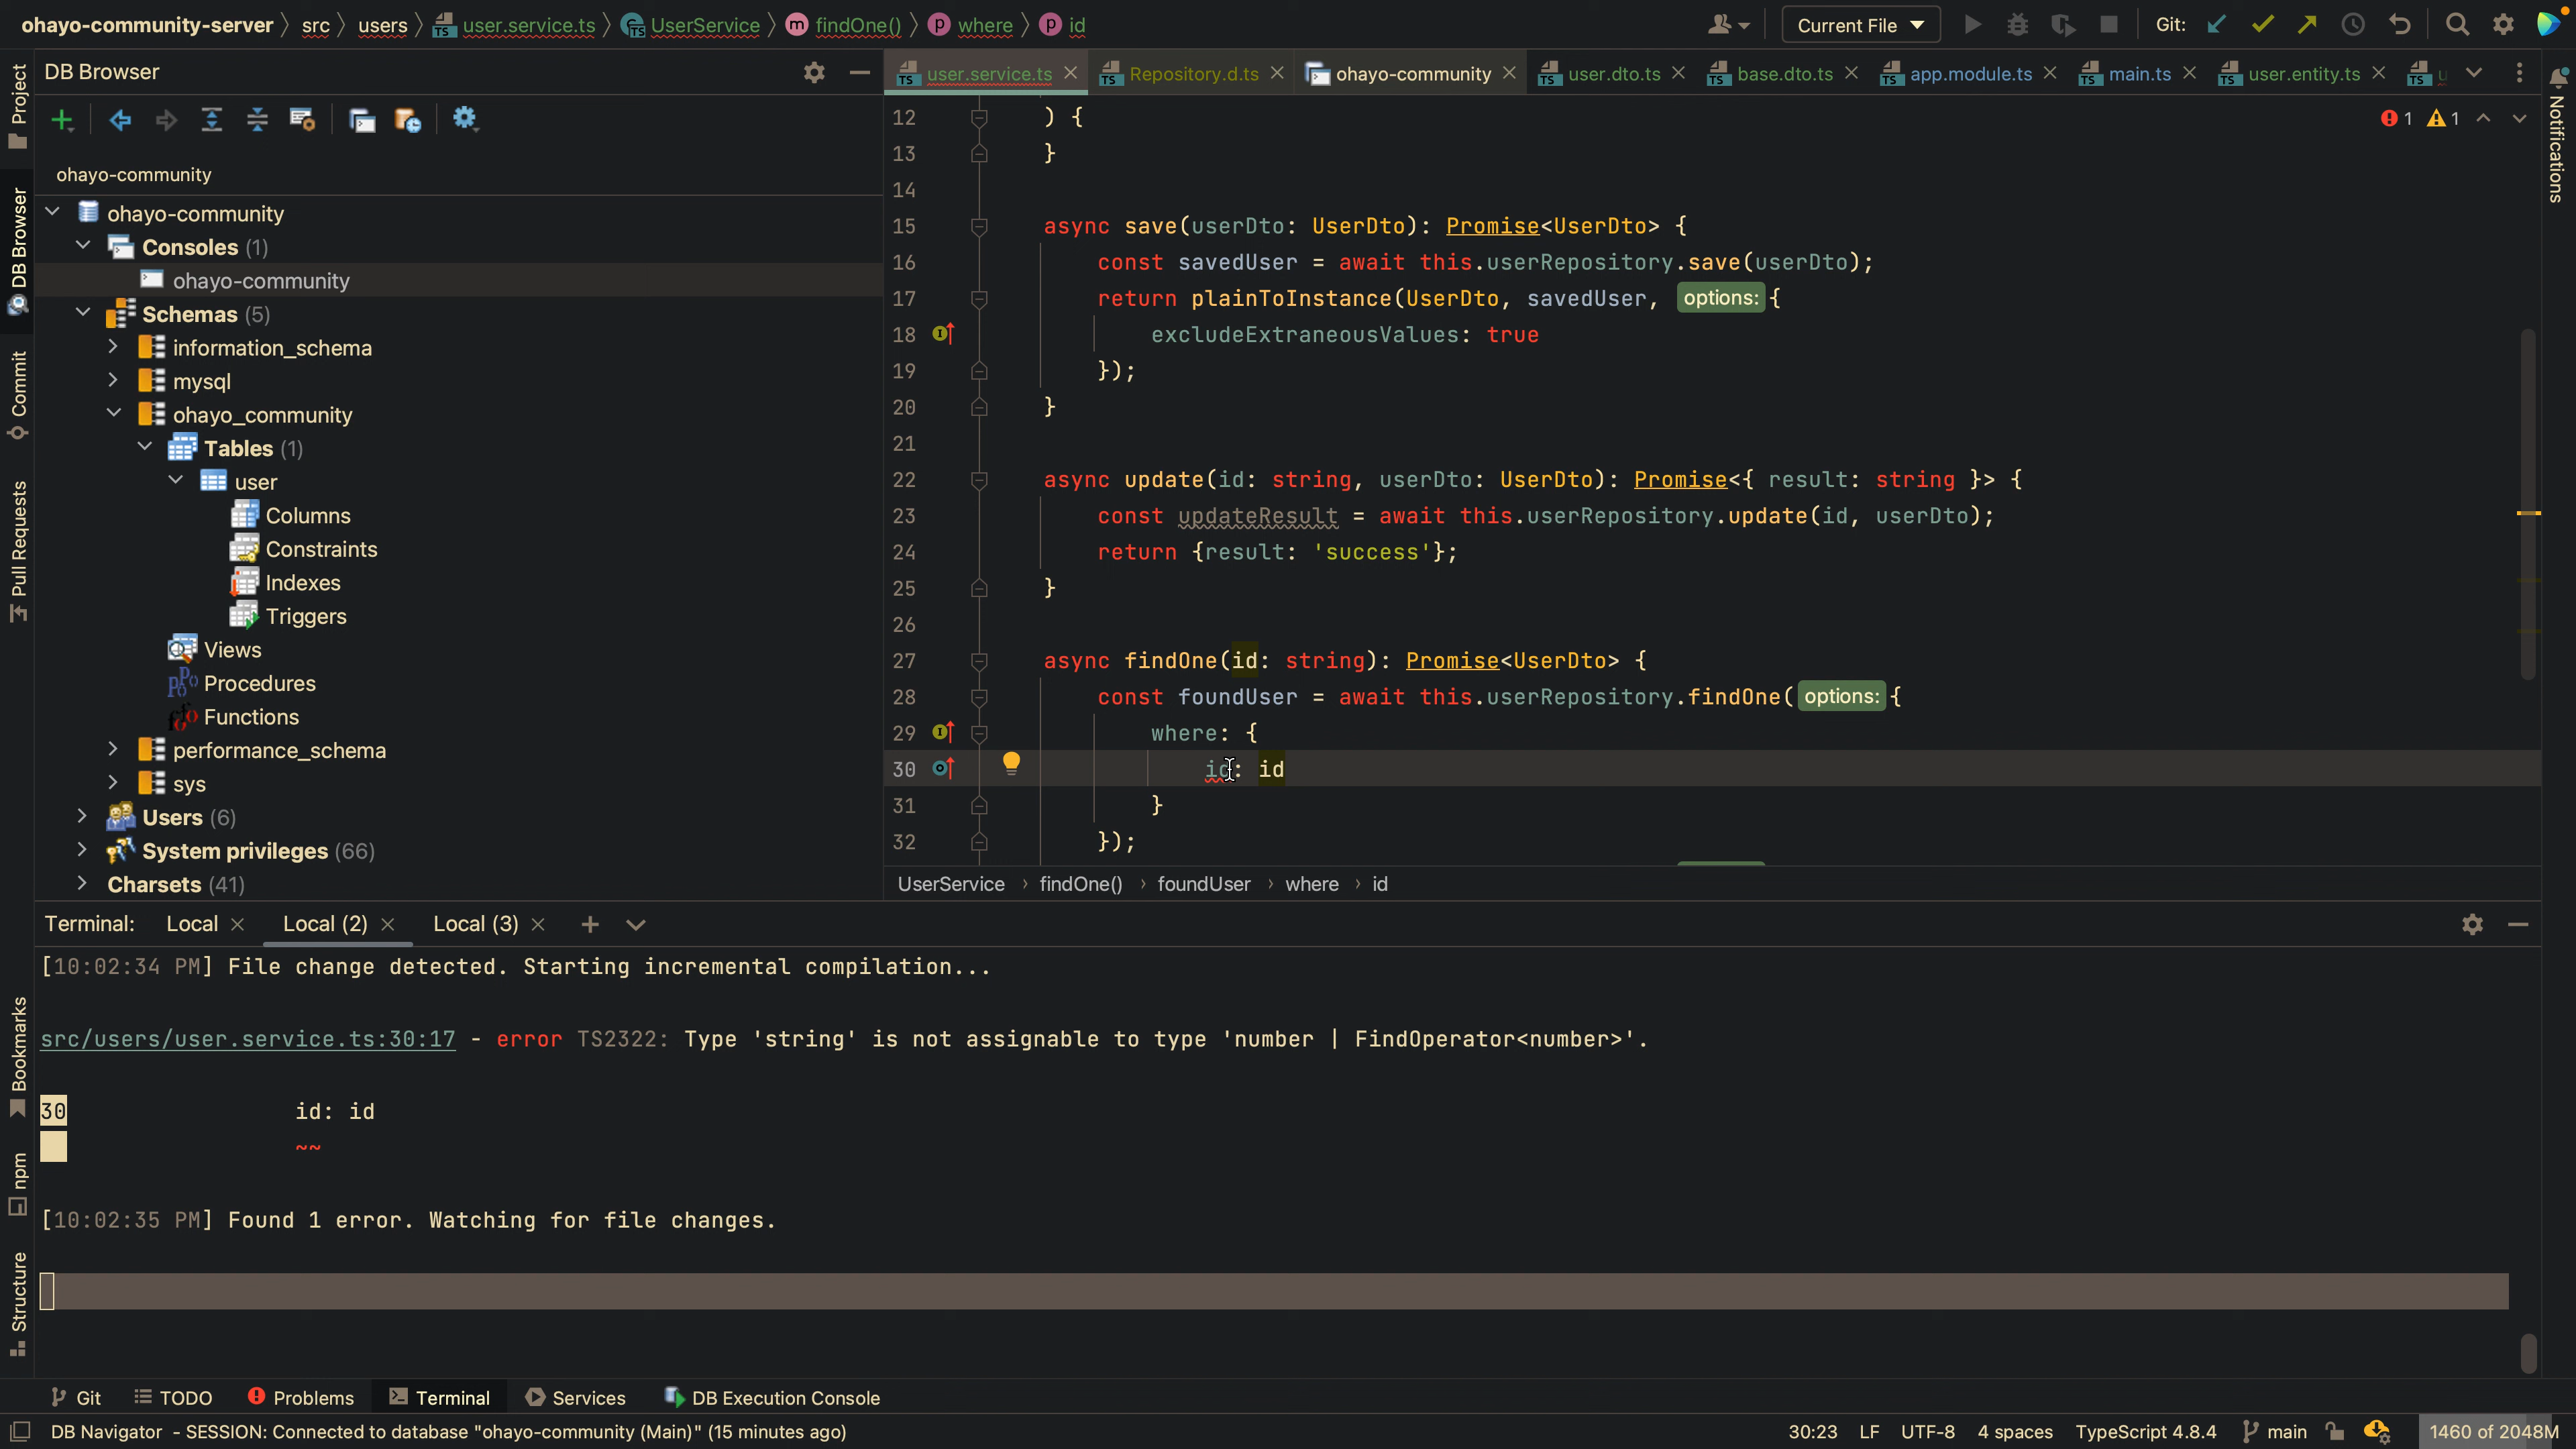 ohayo-community-server 〉 src 〉 users 〉 user.service.ts 〉 UserService 〉 findOne() 〉 where 〉 id
Current File
Git:
DB Browser
user.service.ts
Repository.d.ts
ohayo-community
user.dto.ts
base.dto.ts
app.module.ts
main.ts
user.entity.ts
u
Project
DB Browser
Commit
Pull Requests
Bookmarks
npm
Structure
Notifications
ohayo-community
ohayo-community
Consoles (1)
ohayo-community
Schemas (5)
information_schema
mysql
ohayo_community
Tables (1)
user
Columns
Constraints
Indexes
Triggers
Views
Procedures
Functions
performance_schema
sys
Users (6)
System privileges (66)
Charsets (41)
1 1
12 ) {
13 }
14
15 async save(userDto: UserDto): Promise<UserDto> {
16 const savedUser = await this.userRepository.save(userDto);
17 return plainToInstance(UserDto, savedUser, options: {
18 excludeExtraneousValues: true
19 });
20 }
21
22 async update(id: string, userDto: UserDto): Promise<{ result: string }> {
23 const updateResult = await this.userRepository.update(id, userDto);
24 return {result: 'success'};
25 }
26
27 async findOne(id: string): Promise<UserDto> {
28 const foundUser = await this.userRepository.findOne( options: {
29 where: {
30 id: id
31 }
32 });
UserService › findOne() › foundUser › where › id
Terminal: Local Local (2) Local (3)
[10:02:34 PM] File change detected. Starting incremental compilation...
src/users/user.service.ts:30:17 - error TS2322: Type 'string' is not assignable to type 'number | FindOperator<number>'.
30 id: id
~~
[10:02:35 PM] Found 1 error. Watching for file changes.
Git TODO Problems Terminal Services DB Execution Console
DB Navigator - SESSION: Connected to database "ohayo-community (Main)" (15 minutes ago)
30:23 LF UTF-8 4 spaces TypeScript 4.8.4 main 1460 of 2048M